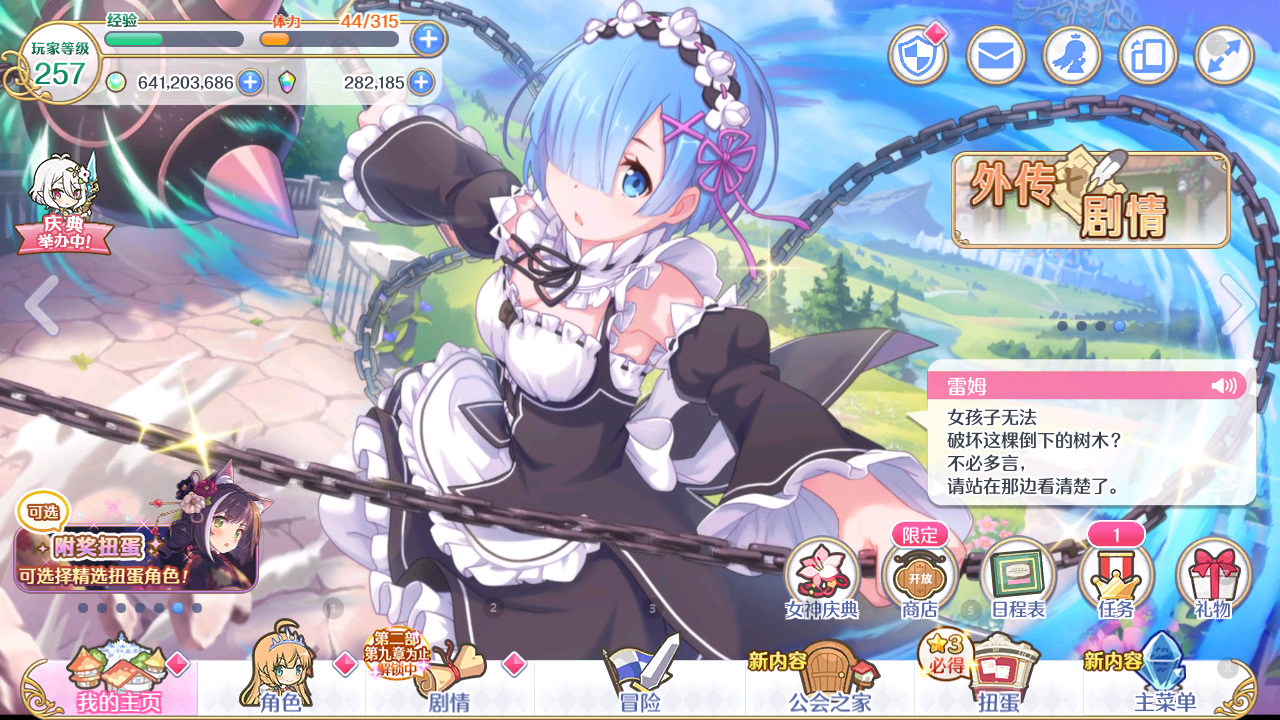 经验
体力
44/315
玩家等级
257
641,203,686
282,185
庆典
举办中!
外传
剧情
雷姆
女孩子无法
破坏这棵倒下的树木?
不必多言,
请站在那边看清楚了。
可选
附奖扭蛋
可选择精选扭蛋角色!
限定
1
开放
女神庆典
商店
日程表
任务
礼物
1
2
3
5
第二部
第九章为止
解锁中
新内容
3
必得
新内容
我的主页
角色
剧情
冒险
公会之家
扭蛋
主菜单